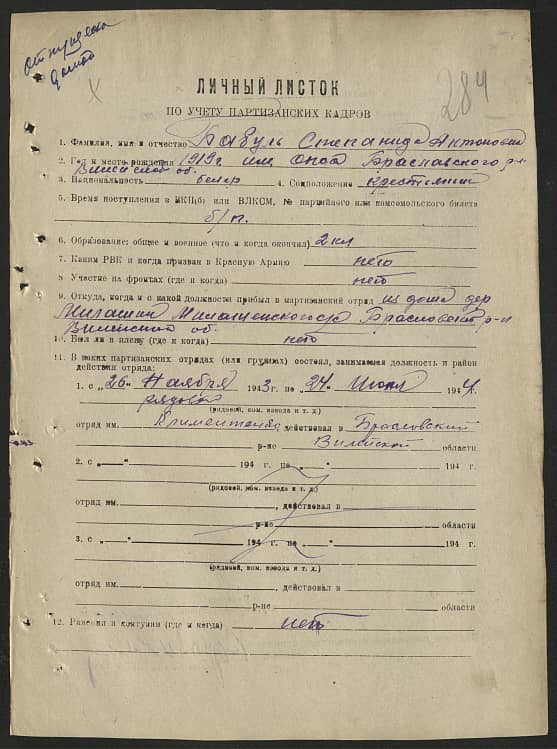 домой
284
ЛИЧНЫЙ ЛИСТОК
ПО УЧЕТУ ПАРТИЗАНСКИХ КАДРОВ
1. Фамилия, имя и отчество Бабуль Степанида Антоновна
2. Год и место рождения 1919 г. им Опса Браславского р-н
Вилейской об.
3. Национальность белар 4. Соцположение крестьянин
5. Время поступления в ВКП(б) или ВЛКСМ, № партийного или комсомольского билета
б/п.
6. Образование: общее и военное (что и когда окончил) 2 кл
7. Каким РВК и когда призван в Красную Армию нет
8. Участие на фронтах (где и когда) нет
9. Откуда, когда и с какой должности прибыл в партизанский отряд из дома дер
Милашки Браславский р-н
Вилейской об.
10. Был ли в плену (где и когда) нет
11. В каких партизанских отрядах (или группах) состоял, занимаемая должность и район
действия отряда:
1. с „26“ Ноября 1943 г. по „24“ Июля 1944 г.
рядовой
(рядовой, ком. взвода и т. д.)
отряд им. , действовал в Брасловский
р-не Вилейской области
2. с „ “ 194 г. по „ “ 194 г.
(рядовой, ком. взвода и т. д.)
отряд им. , действовал в
р-не области
3. с „ “ 194 г. по „ “ 194 г.
(рядовой, ком. взвода и т. д.)
отряд им. , действовал в
р-не области
12. Ранения и контузии (где и когда) нет